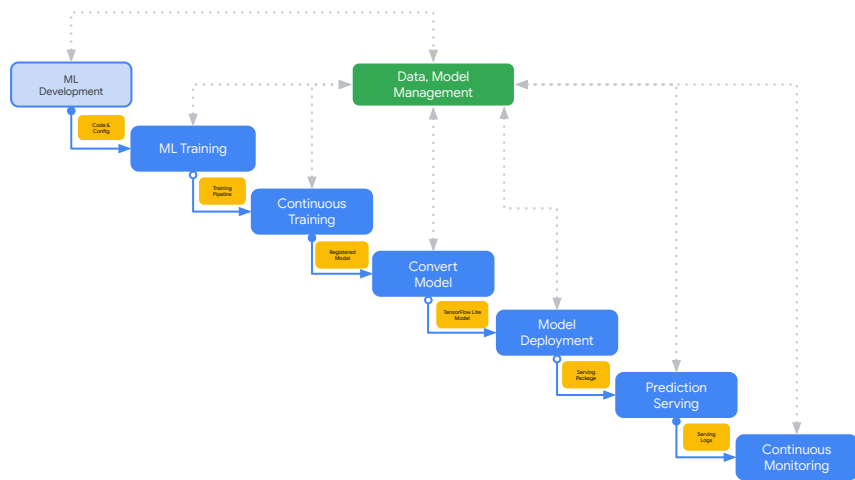 ML
Development
Data, Model
Management
Code &
Config
ML Training
Training
Pipeline
Continuous
Training
Registered
Model
Convert
Model
TensorFlow Lite
Model
Model
Deployment
Serving
Package
Prediction
Serving
Serving
Logs
Continuous
Monitoring